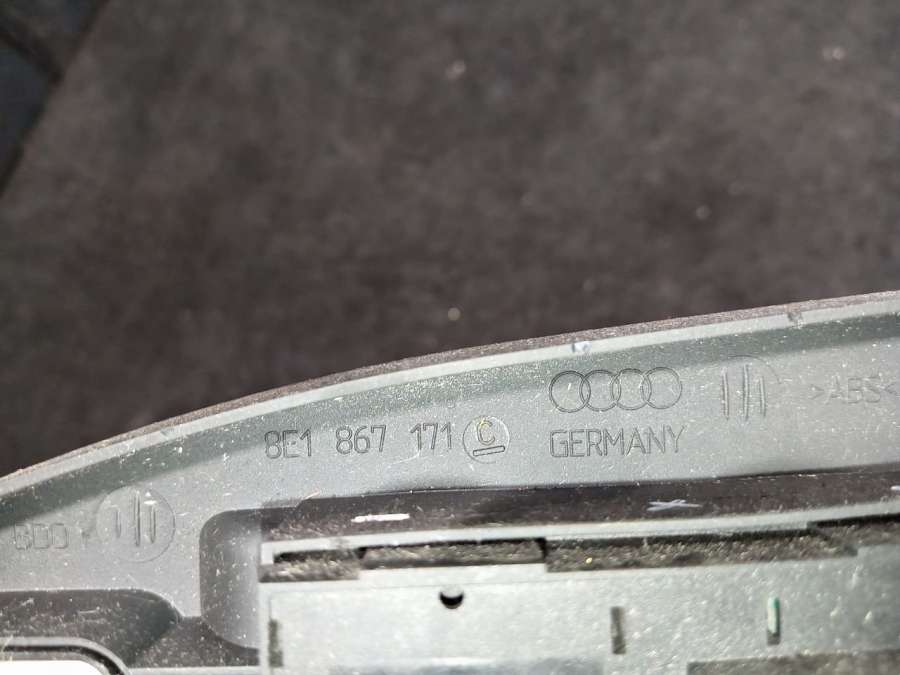 8E1 867 171 C
GERMANY
>ABS<